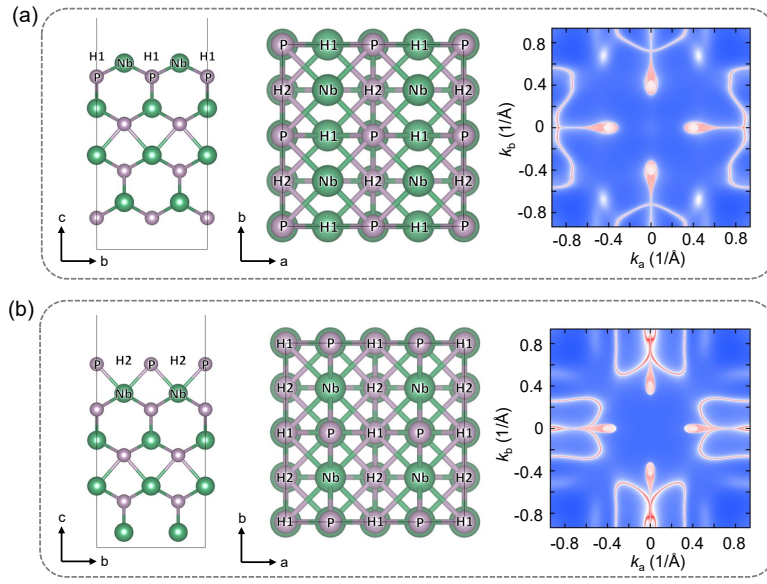 (a)
H1 Nb H1 Nb H1
P P P
c
b
P H1 P H1 P
H2 Nb H2 Nb H2
P H1 P H1 P
H2 Nb H2 Nb H2
P H1 P H1 P
b
a
0.8
0.4
0
-0.4
-0.8
k_b (1/Å)
-0.8 -0.4 0 0.4 0.8
k_a (1/Å)
(b)
P H2 P H2 P
Nb Nb
c
b
H1 P H1 P H1
H2 Nb H2 Nb H2
H1 P H1 P H1
H2 Nb H2 Nb H2
H1 P H1 P H1
b
a
0.8
0.4
0
-0.4
-0.8
k_b (1/Å)
-0.8 -0.4 0 0.4 0.8
k_a (1/Å)